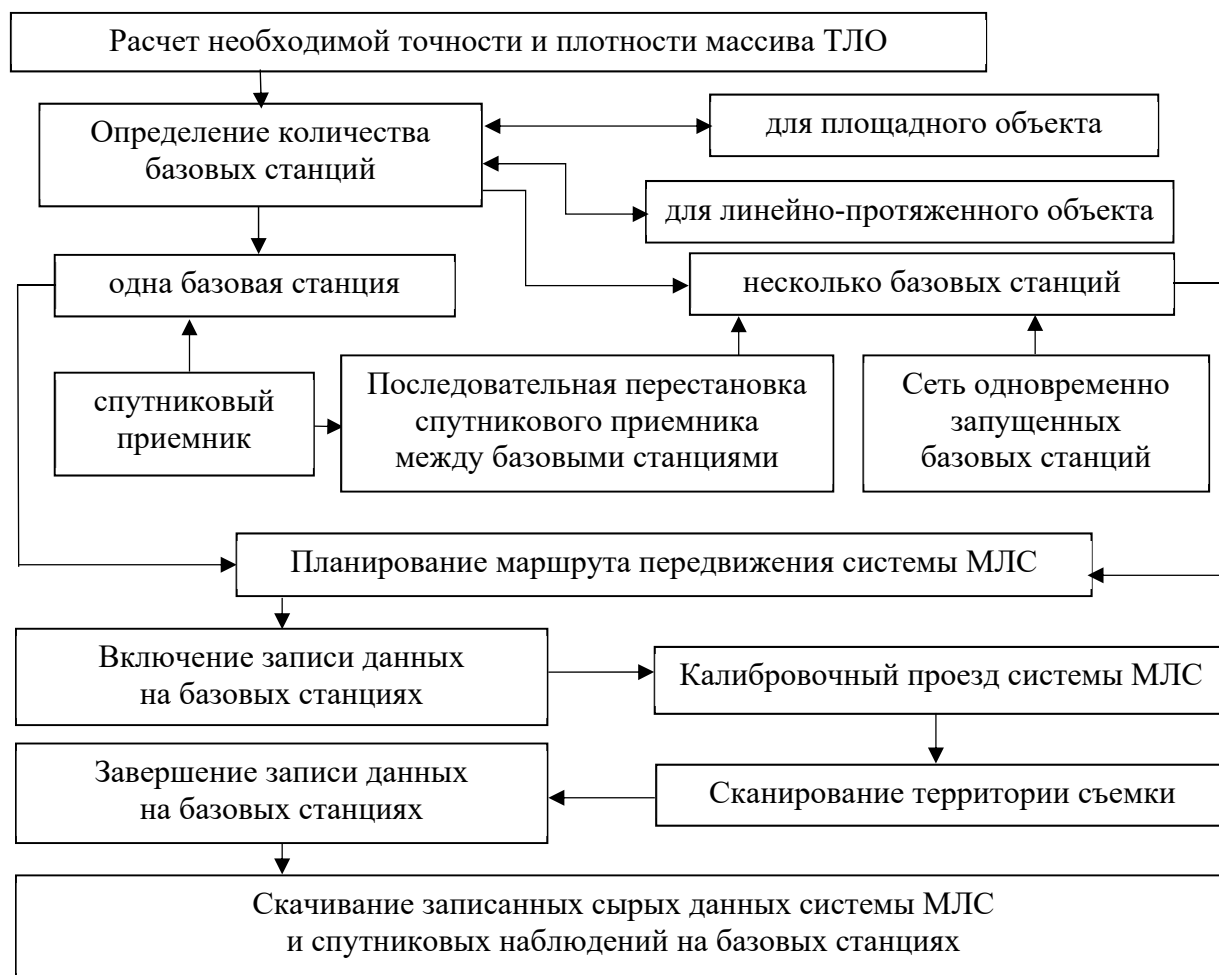 Расчет необходимой точности и плотности массива ТЛО
Определение количества
базовых станций
для площадного объекта
для линейно-протяженного объекта
одна базовая станция
несколько базовых станций
спутниковый
приемник
Последовательная перестановка
спутникового приемника
между базовыми станциями
Сеть одновременно
запущенных
базовых станций
Планирование маршрута передвижения системы МЛС
Включение записи данных
на базовых станциях
Калибровочный проезд системы МЛС
Завершение записи данных
на базовых станциях
Сканирование территории съемки
Скачивание записанных сырых данных системы МЛС
и спутниковых наблюдений на базовых станциях